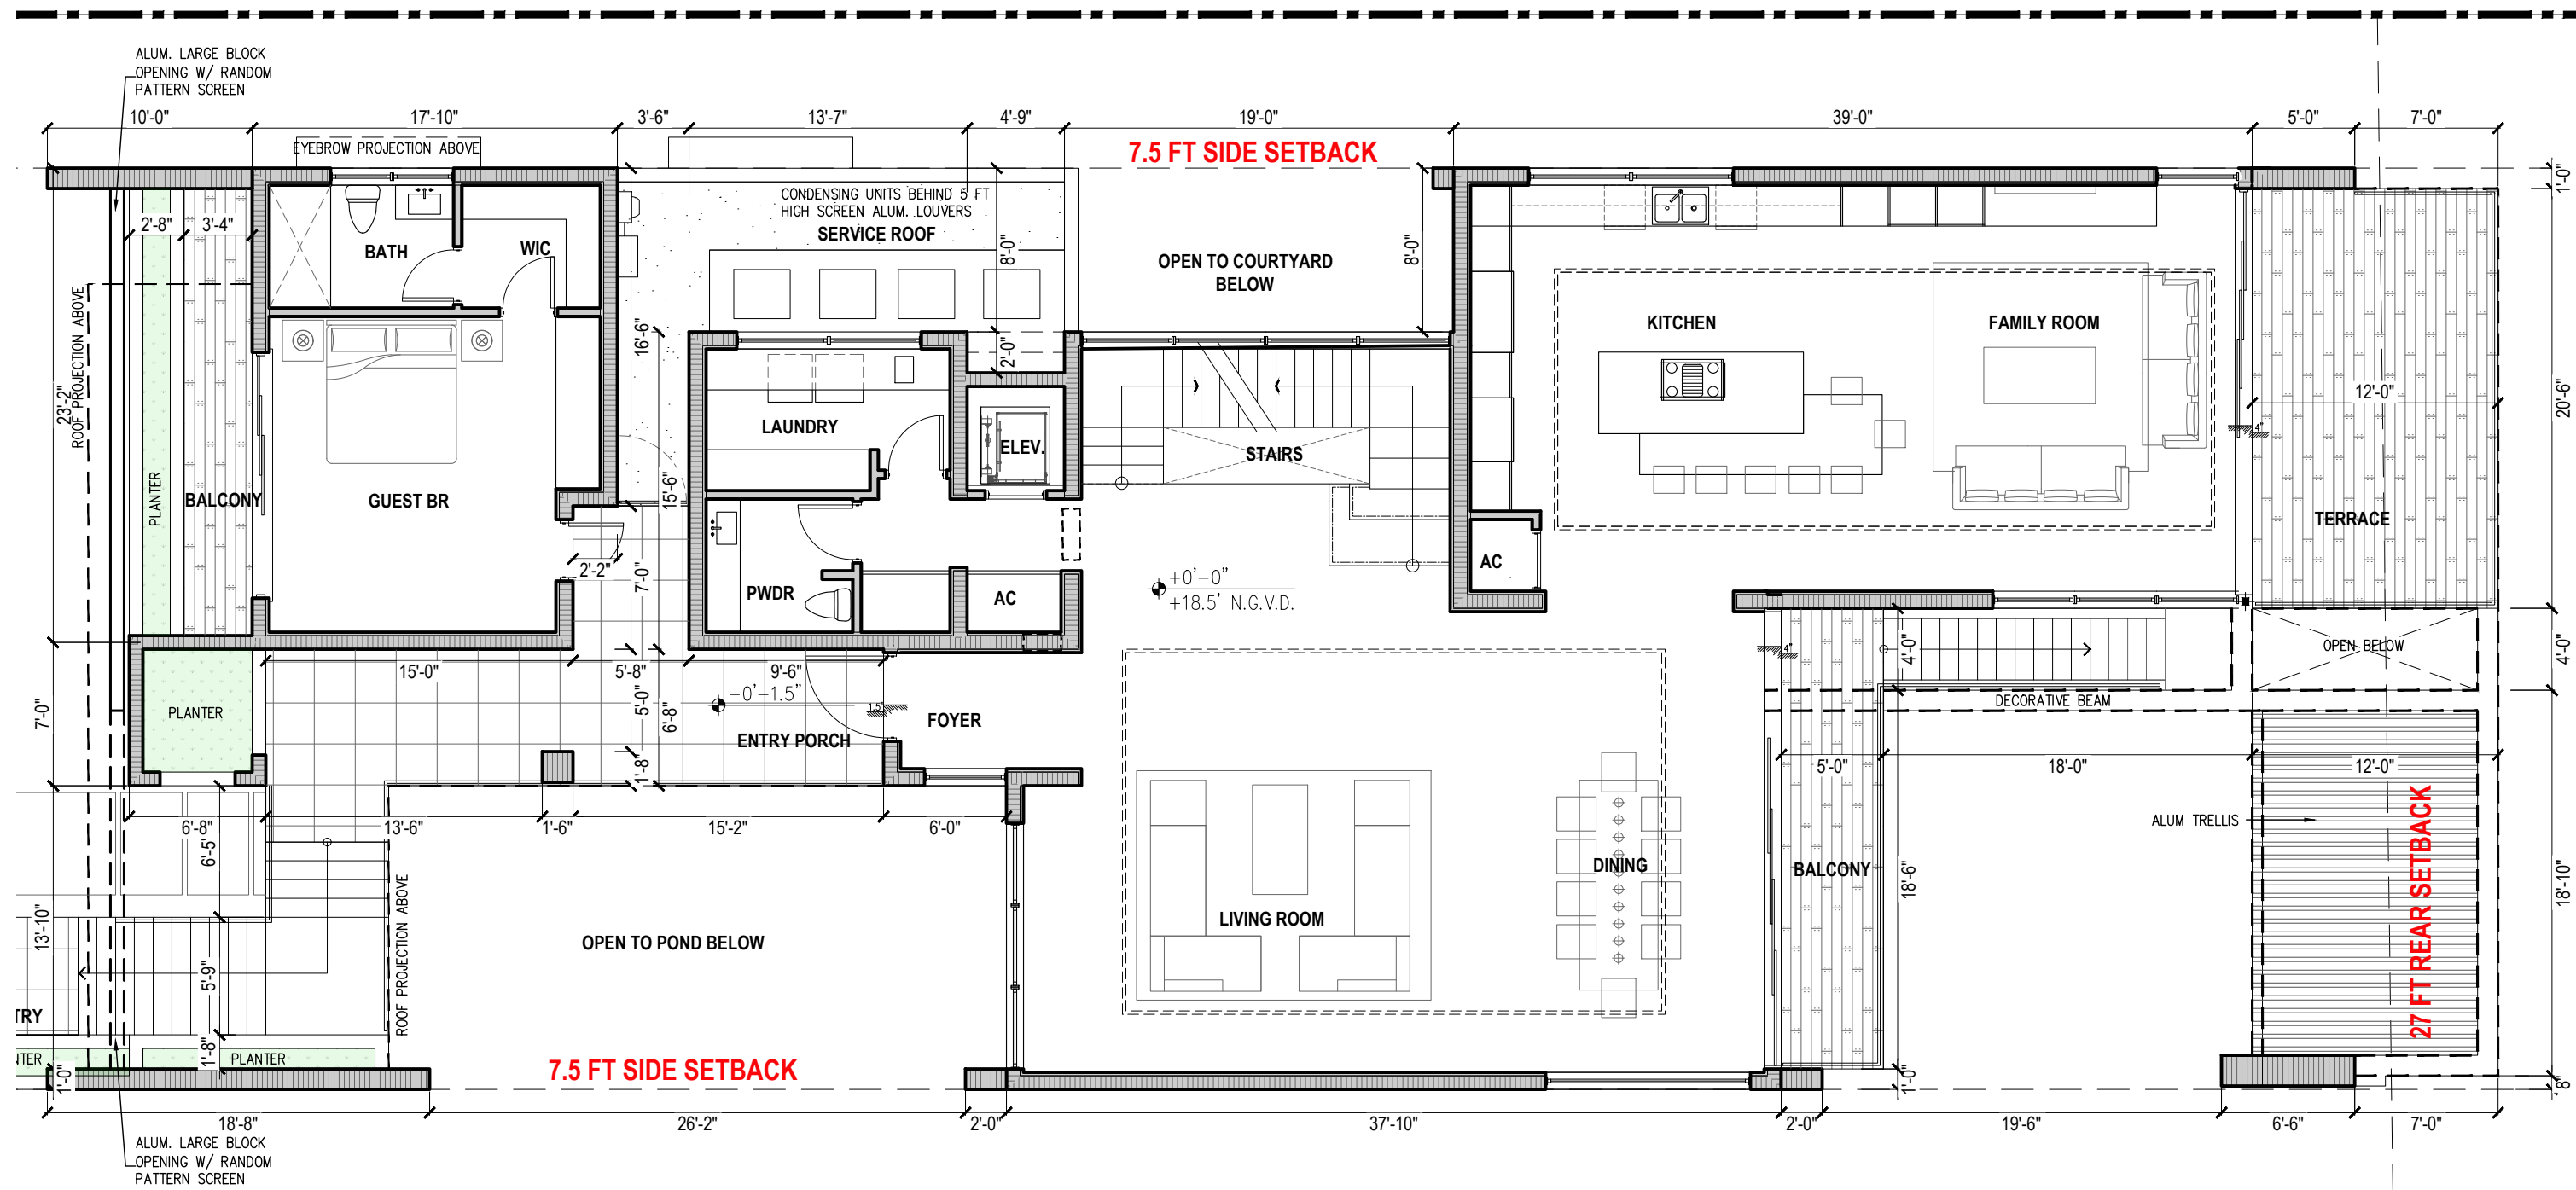 ALUM. LARGE BLOCK
OPENING W/ RANDOM
PATTERN SCREEN
10'-0"
17'-10"
3'-6"
13'-7"
4'-9"
19'-0"
39'-0"
5'-0"
7'-0"
EYEBROW PROJECTION ABOVE
7.5 FT SIDE SETBACK
1'-0"
CONDENSING UNITS BEHIND 5 FT
HIGH SCREEN ALUM. LOUVERS
SERVICE ROOF
2'-8"
3'-4"
BATH
WIC
8'-0"
OPEN TO COURTYARD
BELOW
8'-0"
ROOF PROJECTION ABOVE
23'-2"
16'-6"
2'-0"
KITCHEN
FAMILY ROOM
12'-0"
20'-6"
LAUNDRY
ELEV.
STAIRS
4"
PLANTER
BALCONY
GUEST BR
15'-6"
TERRACE
2'-2"
7'-0"
PWDR
AC
+0'-0"
+18.5' N.G.V.D.
AC
4'-0"
4"
OPEN BELOW
4'-0"
15'-0"
5'-8"
9'-6"
-0'-1.5"
1.5"
5'-0"
6'-8"
PLANTER
7'-0"
FOYER
ENTRY PORCH
DECORATIVE BEAM
1'-8"
5'-0"
18'-0"
12'-0"
6'-8"
13'-6"
1'-6"
15'-2"
6'-0"
6'-5"
ALUM TRELLIS
DINING
BALCONY
18'-6"
27 FT REAR SETBACK
18'-10"
LIVING ROOM
13'-10"
OPEN TO POND BELOW
ROOF PROJECTION ABOVE
5'-9"
TRY
NTER
PLANTER
1'-8"
1'-0"
7.5 FT SIDE SETBACK
1'-0"
8"
18'-8"
26'-2"
2'-0"
37'-10"
2'-0"
19'-6"
6'-6"
7'-0"
ALUM. LARGE BLOCK
OPENING W/ RANDOM
PATTERN SCREEN